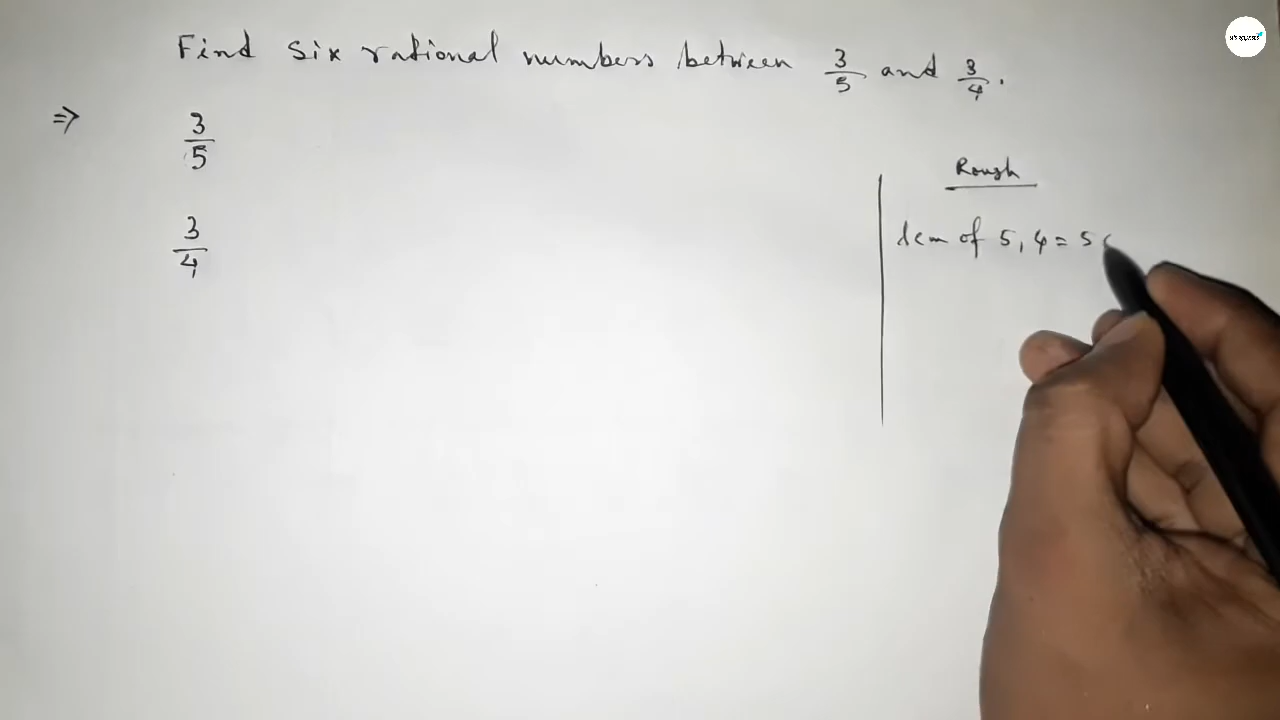 Find six rational numbers between 3/5 and 3/4.
⇒ 3/5
3/4
Rough
lcm of 5, 4 = 5